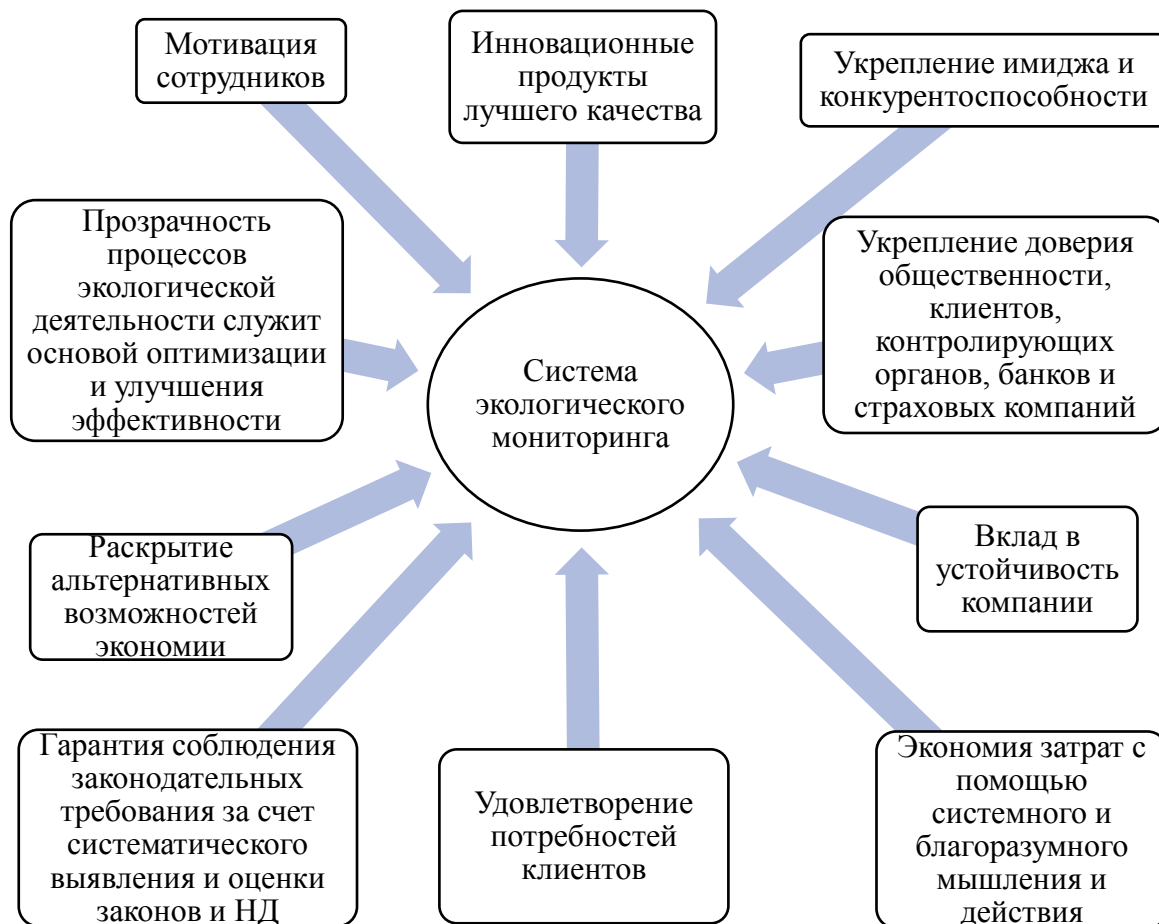 Мотивация
сотрудников
Инновационные
продукты
лучшего качества
Укрепление имиджа и
конкурентоспособности
Прозрачность
процессов
экологической
деятельности служит
основой оптимизации
и улучшения
эффективности
Система
экологического
мониторинга
Укрепление доверия
общественности,
клиентов,
контролирующих
органов, банков и
страховых компаний
Раскрытие
альтернативных
возможностей
экономии
Вклад в
устойчивость
компании
Гарантия соблюдения
законодательных
требования за счет
систематического
выявления и оценки
законов и НД
Удовлетворение
потребностей
клиентов
Экономия затрат с
помощью
системного и
благоразумного
мышления и
действия